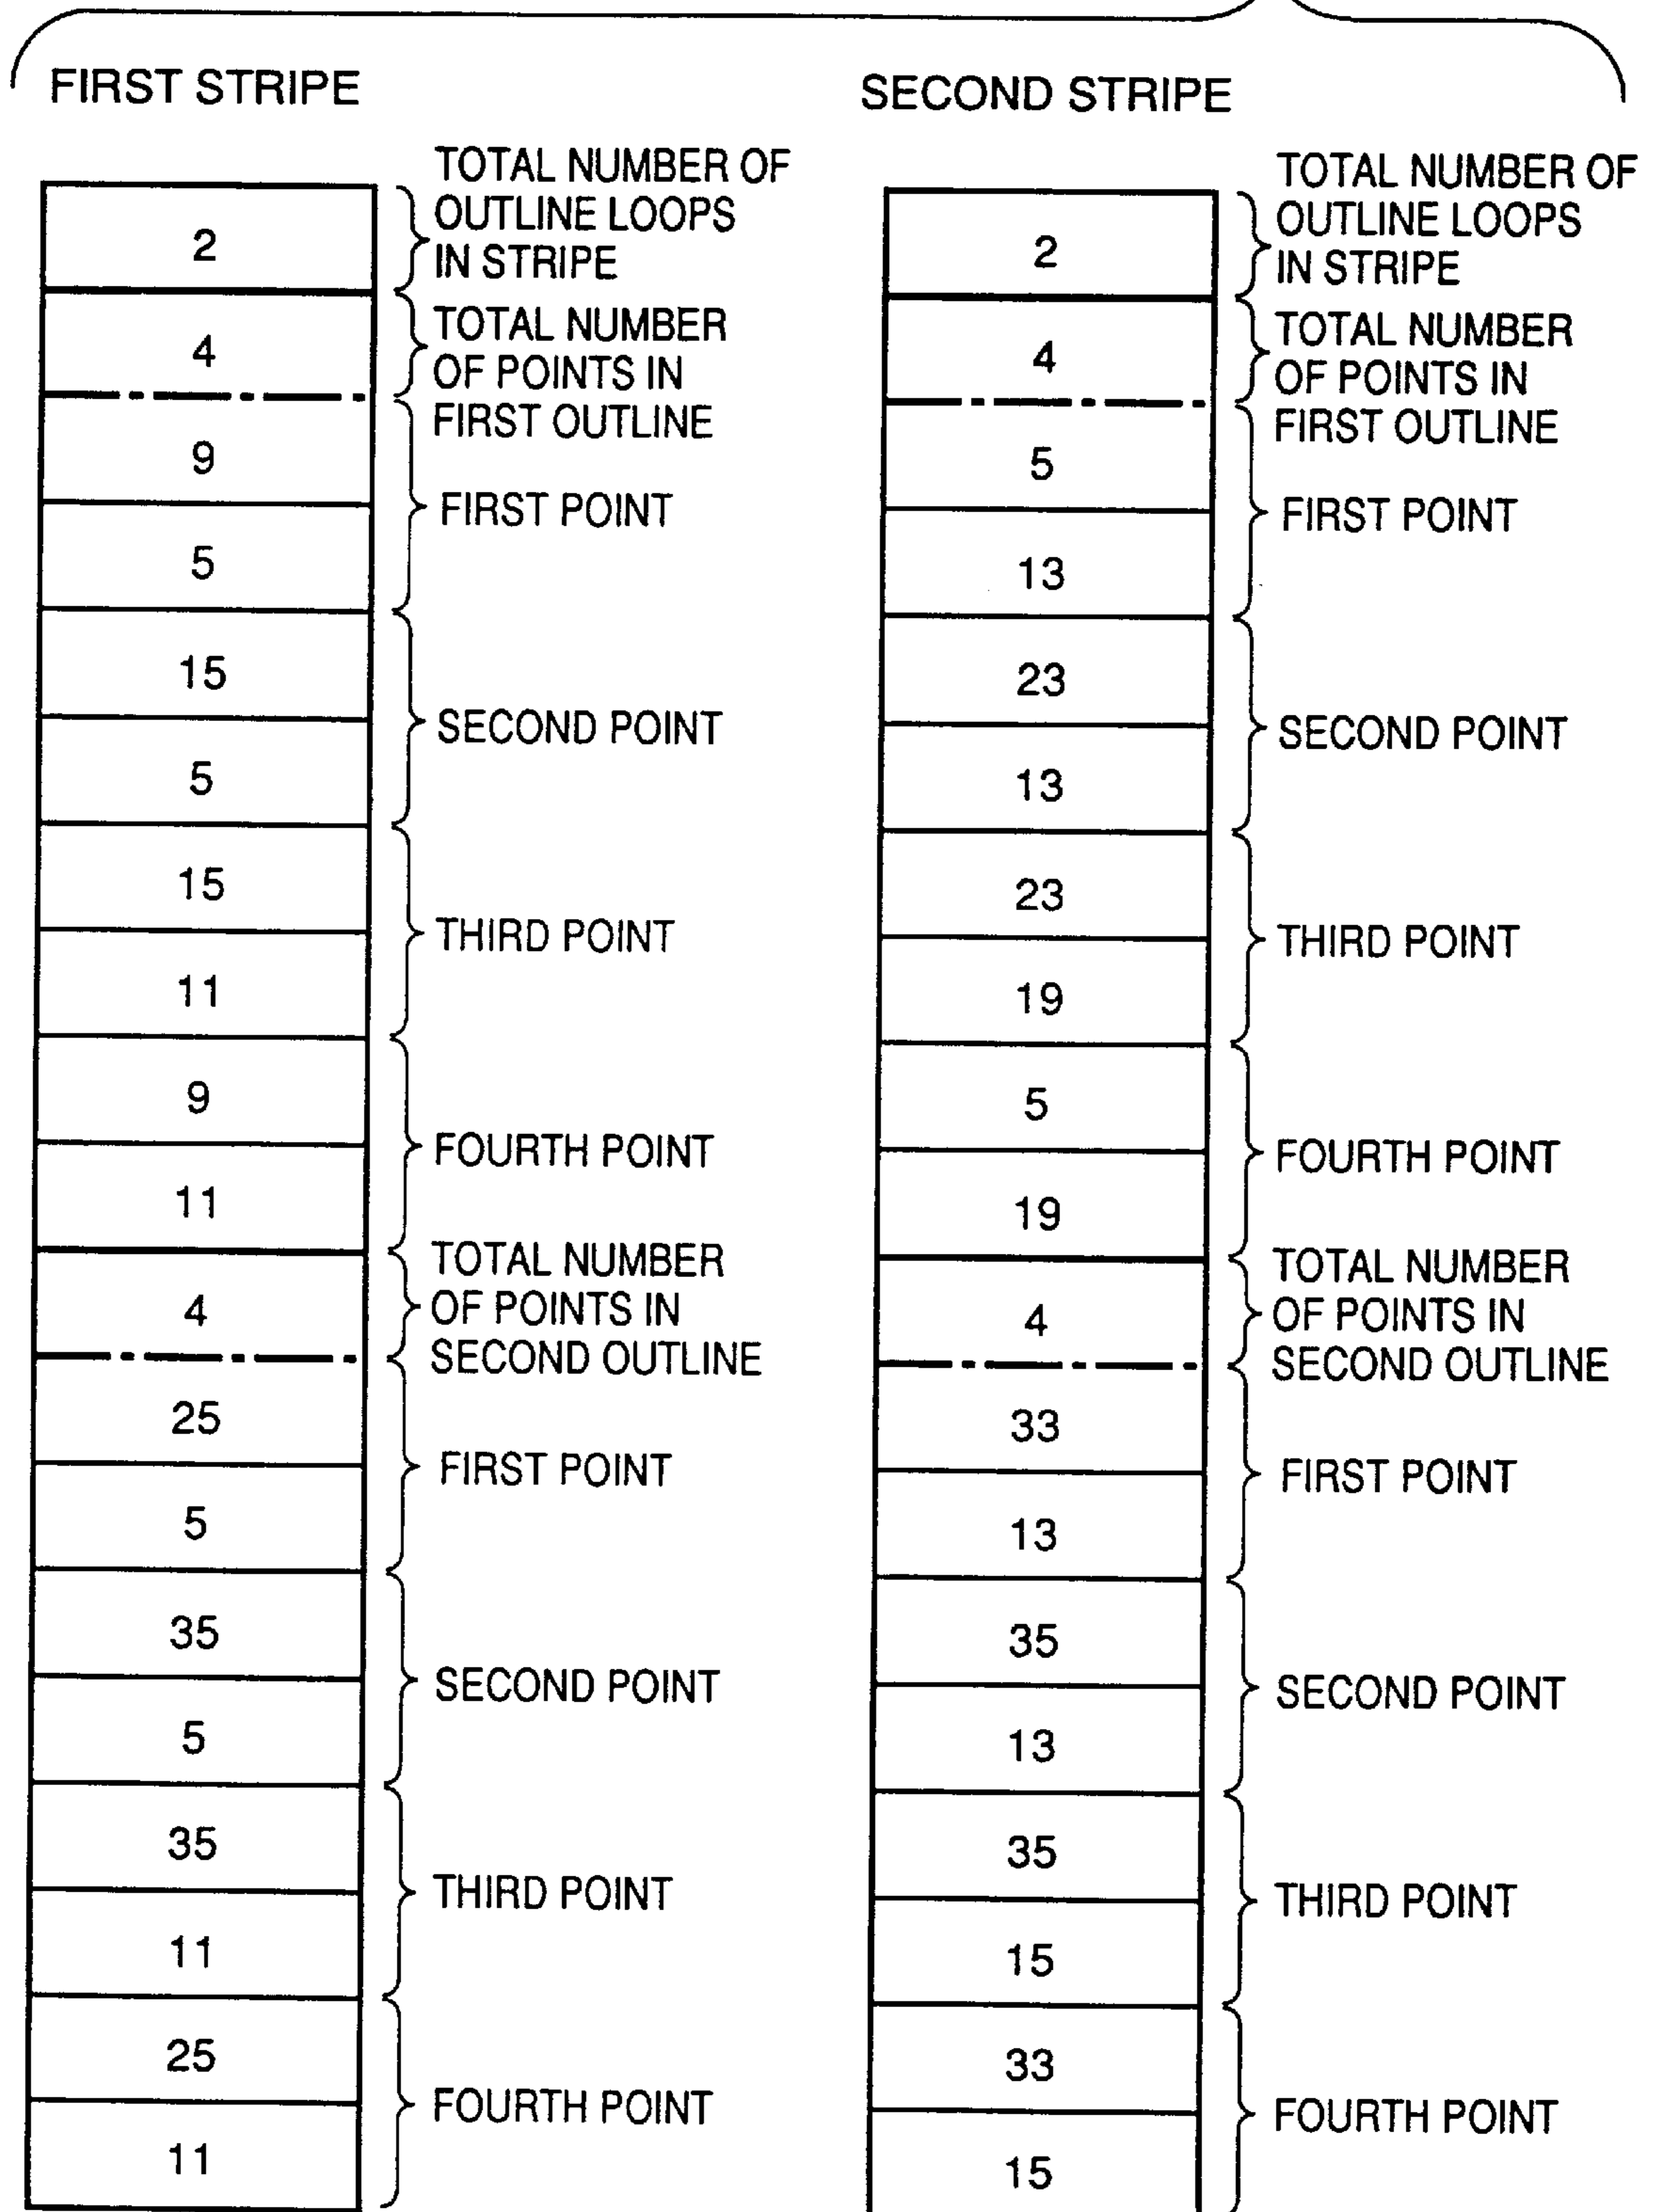 FIRST STRIPE
2
TOTAL NUMBER OF
OUTLINE LOOPS
IN STRIPE
4
TOTAL NUMBER
OF POINTS IN
FIRST OUTLINE
9
5
FIRST POINT
15
5
SECOND POINT
15
11
THIRD POINT
9
11
FOURTH POINT
4
TOTAL NUMBER
OF POINTS IN
SECOND OUTLINE
25
5
FIRST POINT
35
5
SECOND POINT
35
11
THIRD POINT
25
11
FOURTH POINT
SECOND STRIPE
2
TOTAL NUMBER OF
OUTLINE LOOPS
IN STRIPE
4
TOTAL NUMBER
OF POINTS IN
FIRST OUTLINE
5
13
FIRST POINT
23
13
SECOND POINT
23
19
THIRD POINT
5
19
FOURTH POINT
4
TOTAL NUMBER
OF POINTS IN
SECOND OUTLINE
33
13
FIRST POINT
35
13
SECOND POINT
35
15
THIRD POINT
33
15
FOURTH POINT